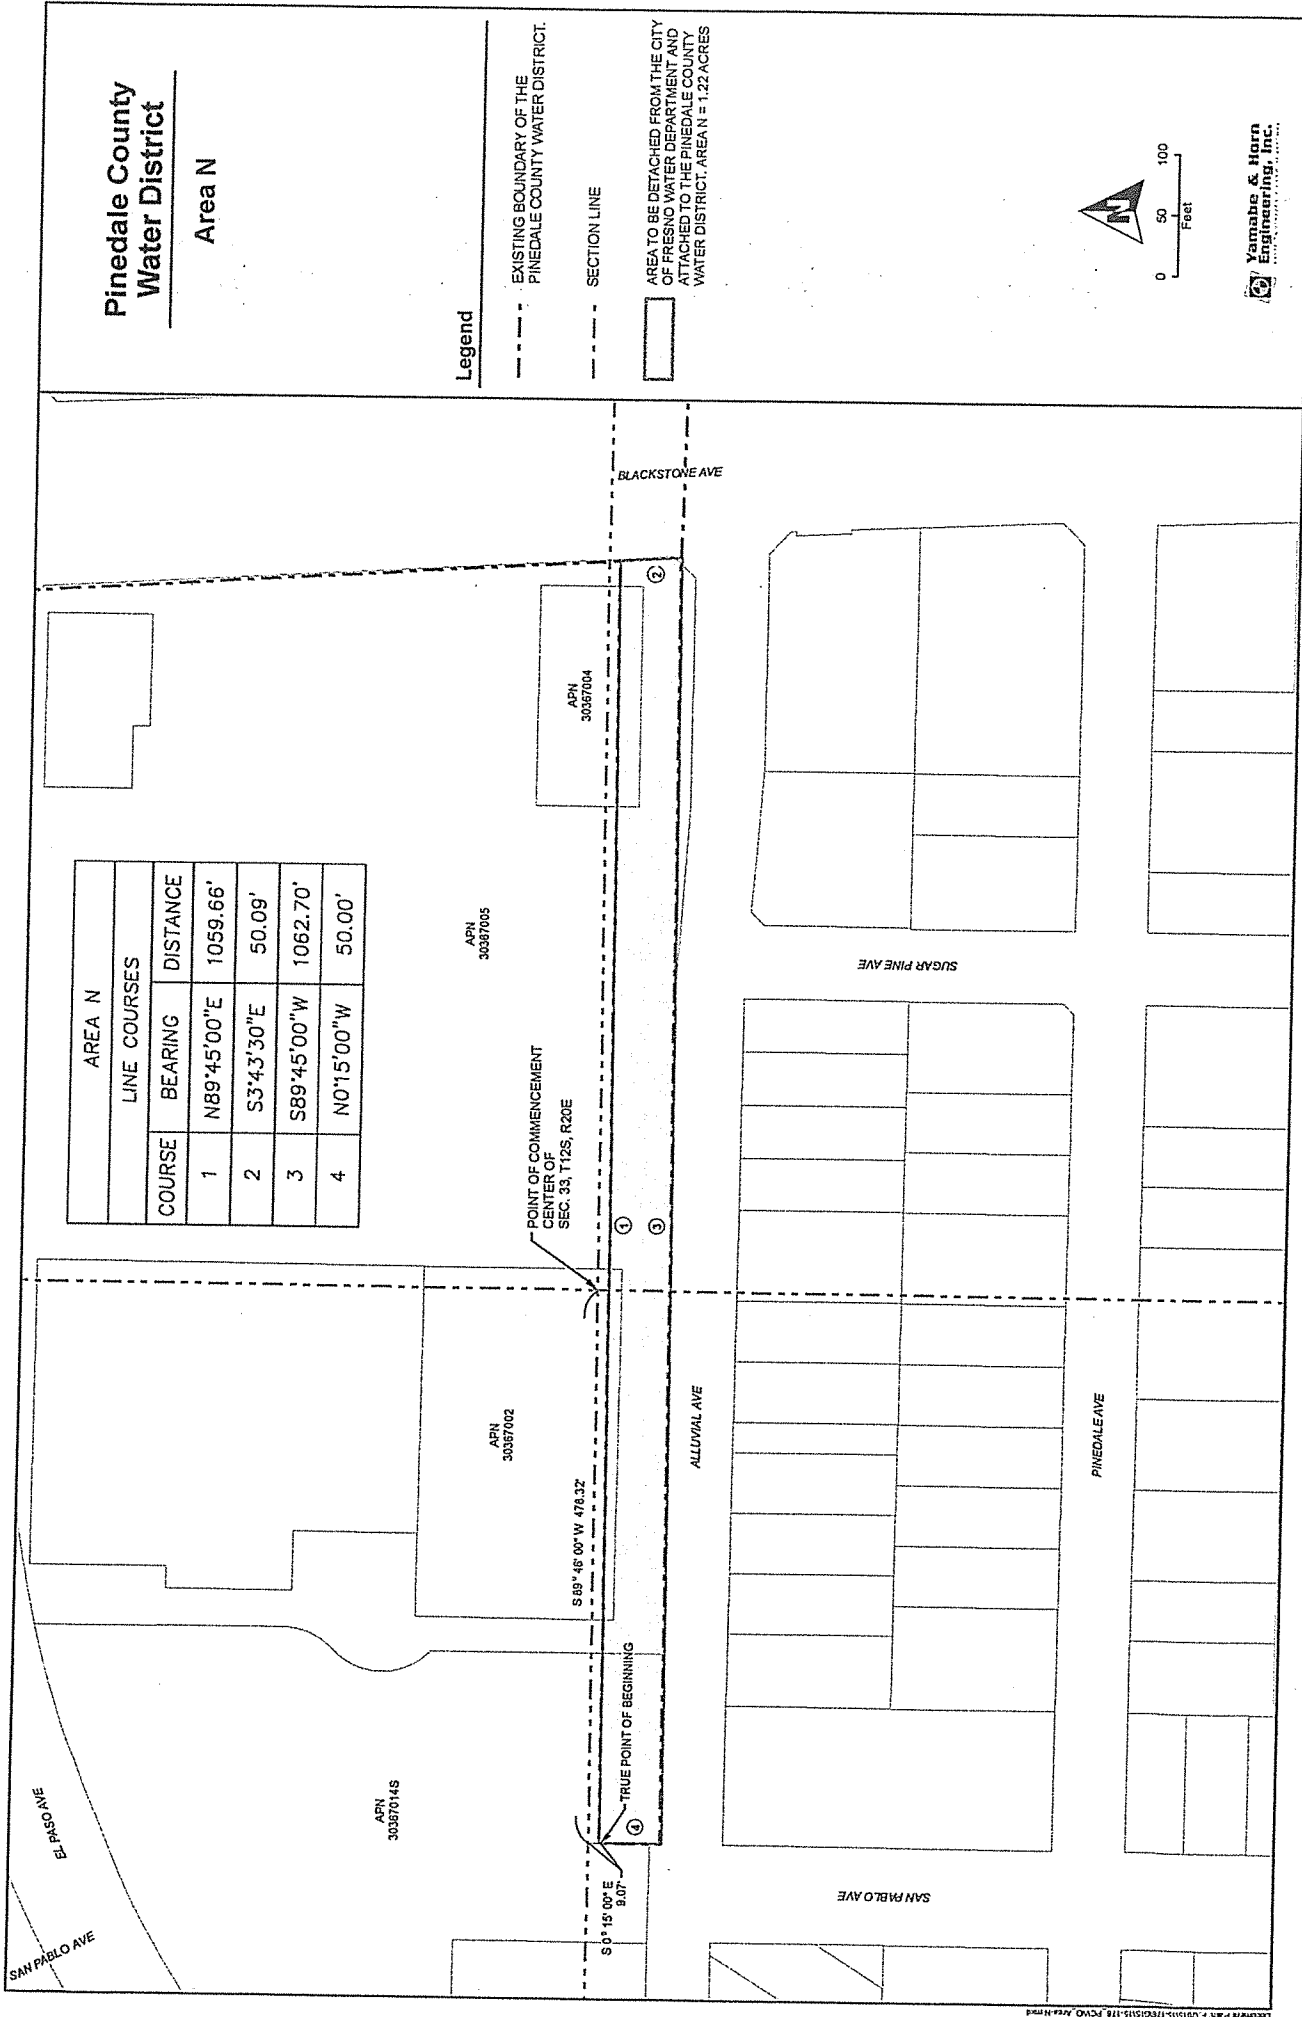 Pinedale County
Water District
Area N
Legend
EXISTING BOUNDARY OF THE
PINEDALE COUNTY WATER DISTRICT.
SECTION LINE
AREA TO BE DETACHED FROM THE CITY
OF FRESNO WATER DEPARTMENT AND
ATTACHED TO THE PINEDALE COUNTY
WATER DISTRICT, AREA N = 1.22 ACRES
N
0 50 100
Feet
Yamabe & Horn
Engineering, Inc.
AREA N
LINE COURSES
COURSE BEARING DISTANCE
1 N89°45'00"E 1059.66'
2 S3°43'30"E 50.09'
3 S89°45'00"W 1062.70'
4 N0°15'00"W 50.00'
EL PASO AVE
SAN PABLO AVE
APN
30367014S
APN
30367002
APN
30367005
APN
30367004
POINT OF COMMENCEMENT
CENTER OF
SEC. 33, T12S, R20E
S 89° 46' 00" W 478.32'
TRUE POINT OF BEGINNING
S 0° 15' 00" E
9.07'
1
2
3
4
BLACKSTONE AVE
ALLUVIAL AVE
SUGAR PINE AVE
SAN PABLO AVE
PINEDALE AVE